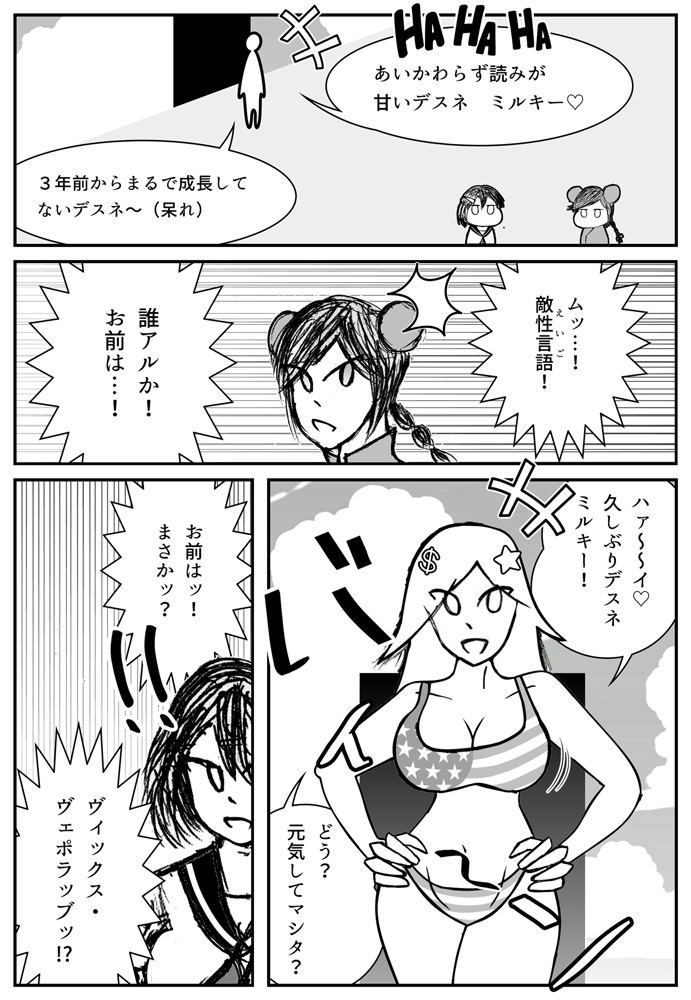 HA HA HA
あいかわらず読みが
甘いデスネ　ミルキー♡
３年前からまるで成長して
ないデスネ～（呆れ）
ムッ…！
敵性言語！
えいご
誰アルか！
お前は…！
ハァ～～イ♡
久しぶりデスネ
ミルキー！
バ
イ
ー
ン
どう？
元気してマシタ？
お前はッ！
まさかッ？
!!
ヴィックス・
ヴェポラッブッ!?